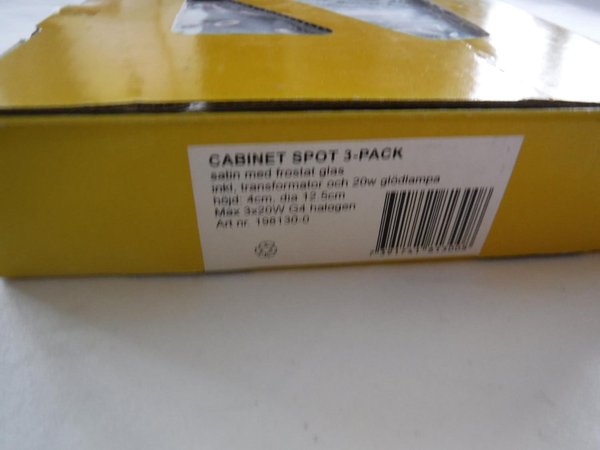 CABINET SPOT 3-PACK
satin med frostat glas
inkl, transformator och 20w glödlampa
höjd: 4cm, dia 12.5cm
Max 3x20W G4 halogen
Art nr. 198130-0